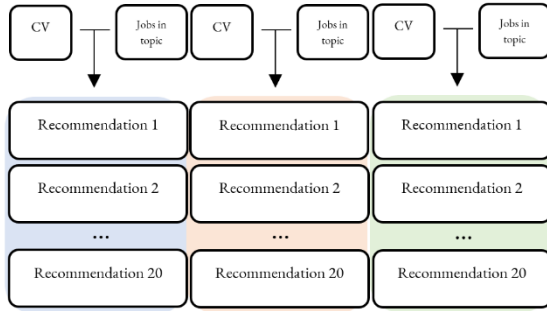 CV
Jobs in
topic
CV
Jobs in
topic
CV
Jobs in
topic
Recommendation 1
Recommendation 1
Recommendation 1
Recommendation 2
Recommendation 2
Recommendation 2
... ... ...
Recommendation 20
Recommendation 20
Recommendation 20